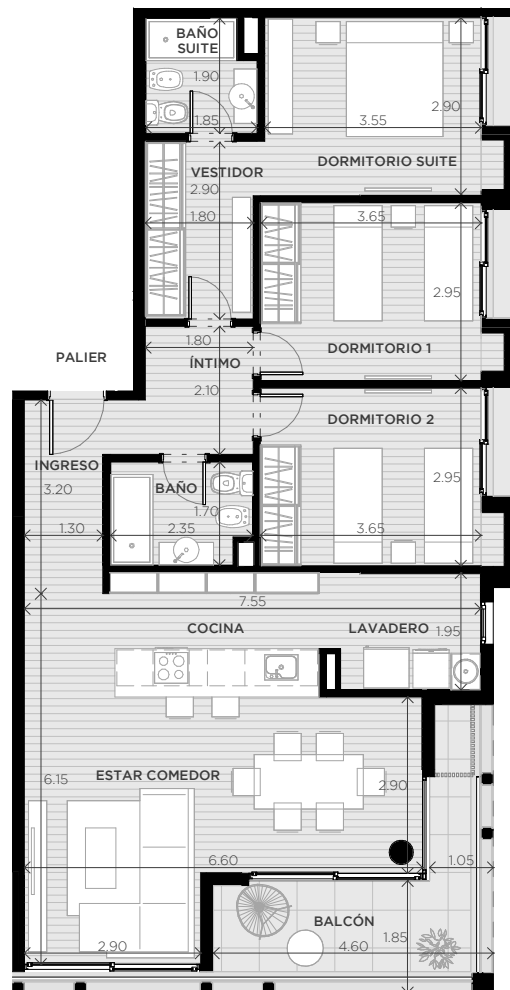 BAÑO
SUITE
1.90
1.85
2.90
3.55
DORMITORIO SUITE
VESTIDOR
2.90
1.80
3.65
2.95
1.80
DORMITORIO 1
PALIER
ÍNTIMO
2.10
DORMITORIO 2
INGRESO
3.20
BAÑO
2.95
1.70
1.30
2.35
3.65
7.55
COCINA
LAVADERO
1.95
ESTAR COMEDOR
6.15
2.90
6.60
1.05
BALCÓN
1.85
2.90
4.60